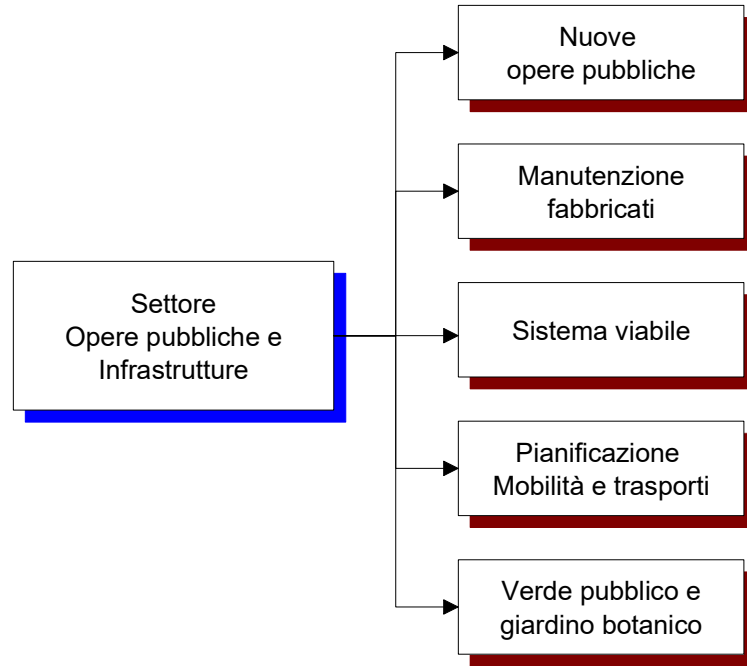 Nuove
opere pubbliche
Manutenzione
fabbricati
Settore
Opere pubbliche e
Infrastrutture
Sistema viabile
Pianificazione
Mobilità e trasporti
Verde pubblico e
giardino botanico